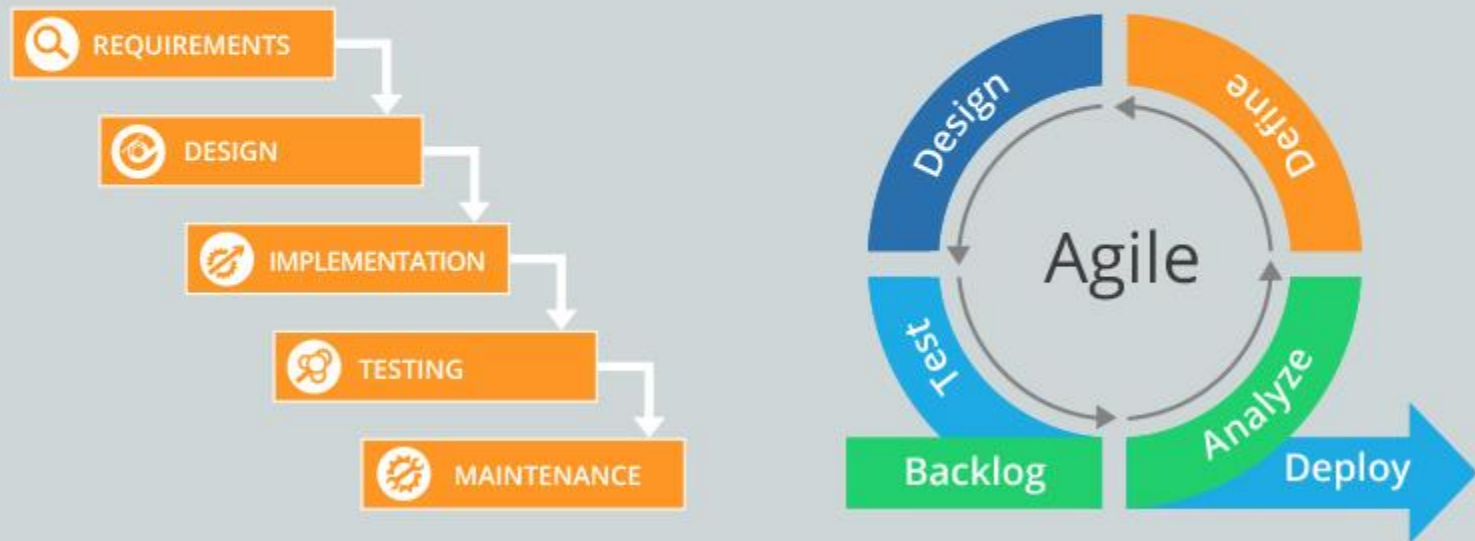 REQUIREMENTS
DESIGN
IMPLEMENTATION
TESTING
MAINTENANCE
Design
Define
Agile
Test
Analyze
Backlog
Deploy